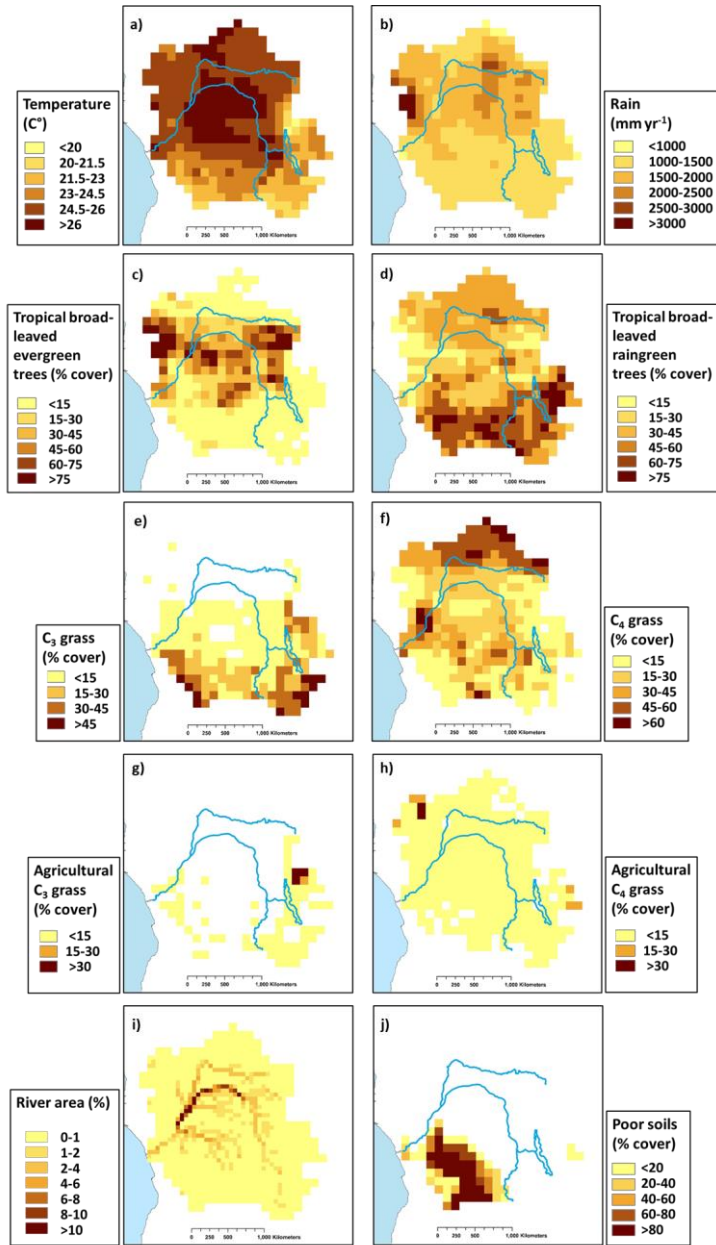 a)
Temperature
(C°)
<20
20-21.5
21.5-23
23-24.5
24.5-26
>26
0 250 500 1,000 Kilometers
b)
Rain
(mm yr-1)
<1000
1000-1500
1500-2000
2000-2500
2500-3000
>3000
0 250 500 1,000 Kilometers
c)
Tropical broad-
leaved
evergreen
trees (% cover)
<15
15-30
30-45
45-60
60-75
>75
0 250 500 1,000 Kilometers
d)
Tropical broad-
leaved
raingreen
trees (% cover)
<15
15-30
30-45
45-60
60-75
>75
0 250 500 1,000 Kilometers
e)
C3 grass
(% cover)
<15
15-30
30-45
>45
0 250 500 1,000 Kilometers
f)
C4 grass
(% cover)
<15
15-30
30-45
45-60
>60
0 250 500 1,000 Kilometers
g)
Agricultural
C3 grass
(% cover)
<15
15-30
>30
0 250 500 1,000 Kilometers
h)
Agricultural
C4 grass
(% cover)
<15
15-30
>30
0 250 500 1,000 Kilometers
i)
River area (%)
0-1
1-2
2-4
4-6
6-8
8-10
>10
0 250 500 1,000 Kilometers
j)
Poor soils
(% cover)
<20
20-40
40-60
60-80
>80
0 250 500 1,000 Kilometers